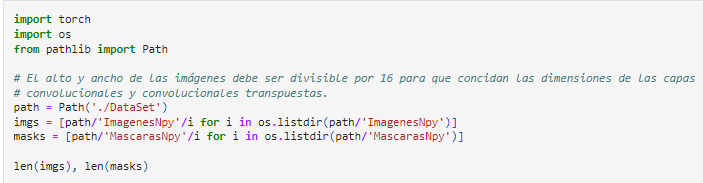 import torch
import os
from pathlib import Path
# El alto y ancho de las imágenes debe ser divisible por 16 para que concidan las dimensiones de las capas
# convolucionales y convolucionales transpuestas.
path = Path('./DataSet')
imgs = [path/'ImagenesNpy'/i for i in os.listdir(path/'ImagenesNpy')]
masks = [path/'MascarasNpy'/i for i in os.listdir(path/'MascarasNpy')]
len(imgs), len(masks)